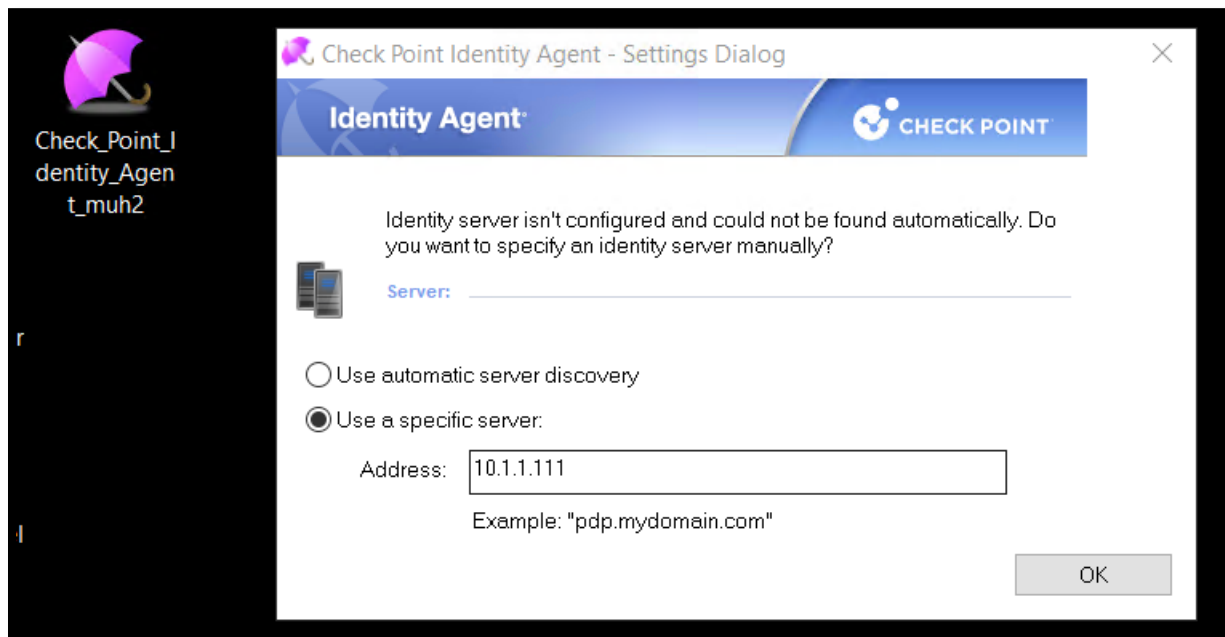 Check_Point_I
dentity_Agen
t_muh2
r
el
Check Point Identity Agent - Settings Dialog
Identity Agent
CHECK POINT
Identity server isn't configured and could not be found automatically. Do
you want to specify an identity server manually?
Server:
Use automatic server discovery
Use a specific server:
Address: 10.1.1.111
Example: "pdp.mydomain.com"
OK